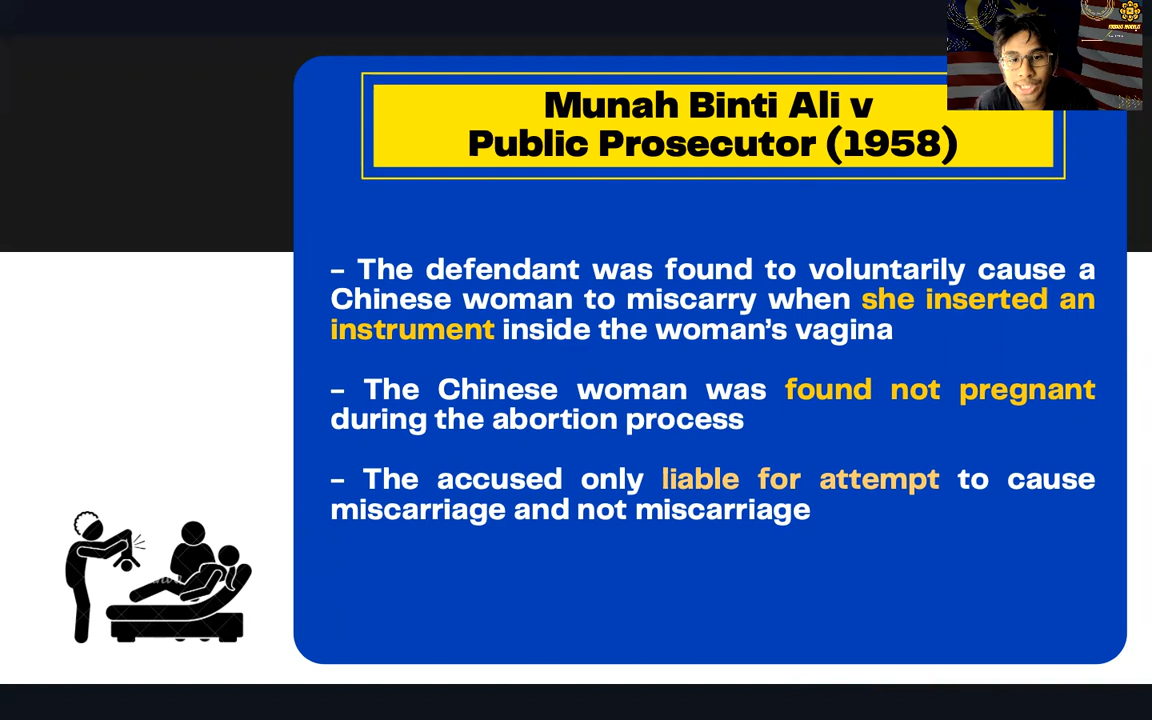 Munah Binti Ali v
Public Prosecutor (1958)
- The defendant was found to voluntarily cause a
Chinese woman to miscarry when she inserted an
instrument inside the woman's vagina
- The Chinese woman was found not pregnant
during the abortion process
- The accused only liable for attempt to cause
miscarriage and not miscarriage